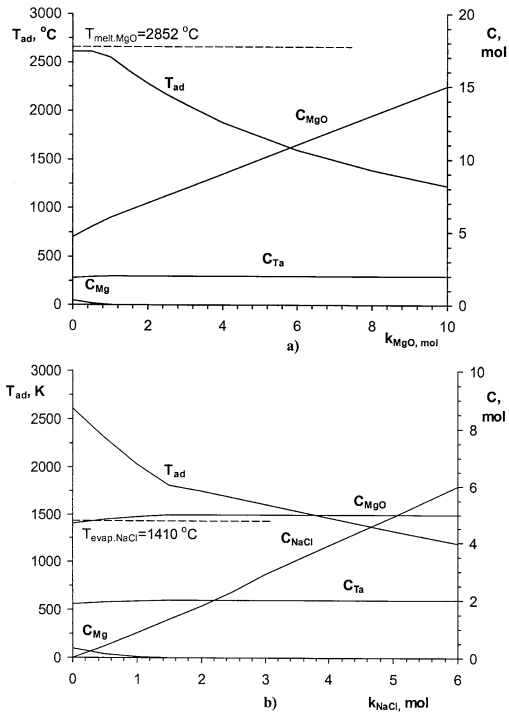 T_ad, °C
3000
2500
2000
1500
1000
500
0
T_melt.MgO=2852 °C
T_ad
C_MgO
C_Ta
C_Mg
20
15
10
5
0
C,
mol
0 2 4 6 8 10
k_MgO, mol
a)
T_ad, K
3000
2500
2000
1500
1000
500
0
T_ad
C_MgO
T_evap.NaCl=1410 °C
C_NaCl
C_Ta
C_Mg
10
8
6
4
2
0
C,
mol
0 1 2 3 4 5 6
k_NaCl, mol
b)